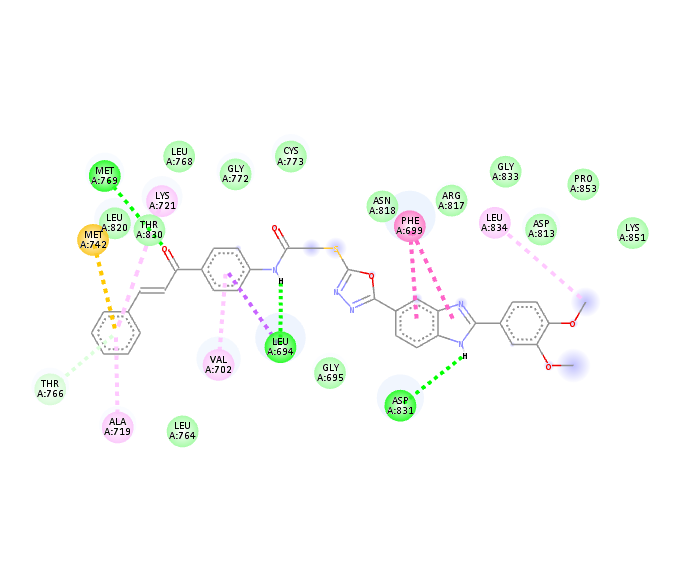 LEU
A:768
CYS
A:773
GLY
A:772
MET
A:769
LYS
A:721
GLY
A:833
PRO
A:853
ASN
A:818
ARG
A:817
LEU
A:820
THR
A:830
MET
A:742
PHE
A:699
LEU
A:834
ASP
A:813
LYS
A:851
O
O
N
H
S
O
N
N
N
N
H
O
O
LEU
A:694
VAL
A:702
GLY
A:695
THR
A:766
ASP
A:831
ALA
A:719
LEU
A:764